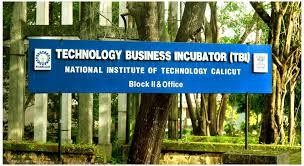 TECHNOLOGY BUSINESS INCUBATOR (TBI)
NATIONAL INSTITUTE OF TECHNOLOGY CALICUT
Block II & Office